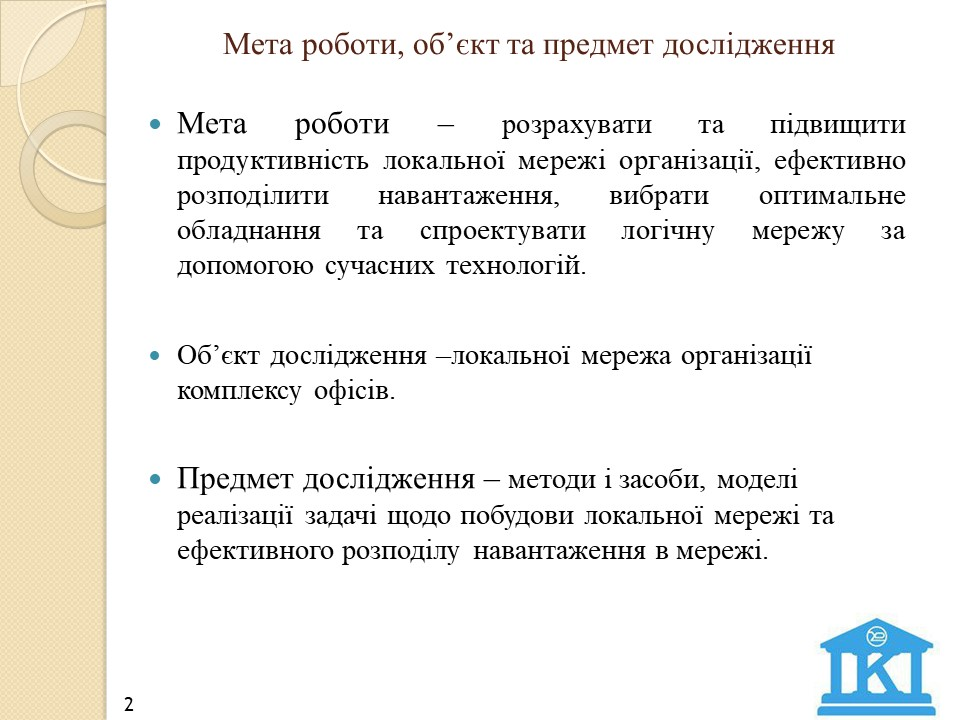 Мета роботи, об’єкт та предмет дослідження
Мета роботи – розрахувати та підвищити
продуктивність локальної мережі організації, ефективно
розподілити навантаження, вибрати оптимальне
обладнання та спроектувати логічну мережу за
допомогою сучасних технологій.
Об’єкт дослідження –локальної мережа організації
комплексу офісів.
Предмет дослідження – методи і засоби, моделі
реалізації задачі щодо побудови локальної мережі та
ефективного розподілу навантаження в мережі.
ІКІ
2